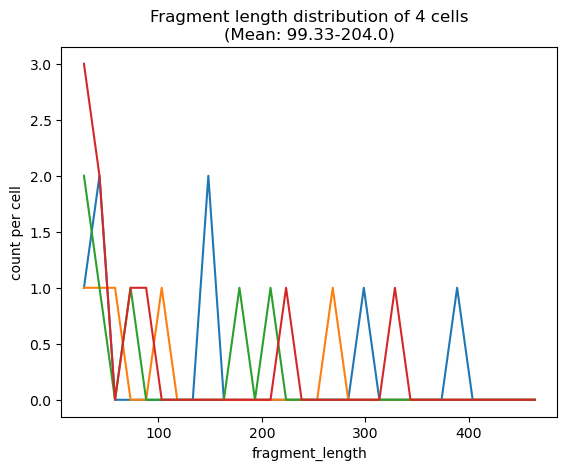 Fragment length distribution of 4 cells
(Mean: 99.33-204.0)
3.0
2.5
2.0
1.5
1.0
0.5
0.0
count per cell
100 200 300 400
fragment_length